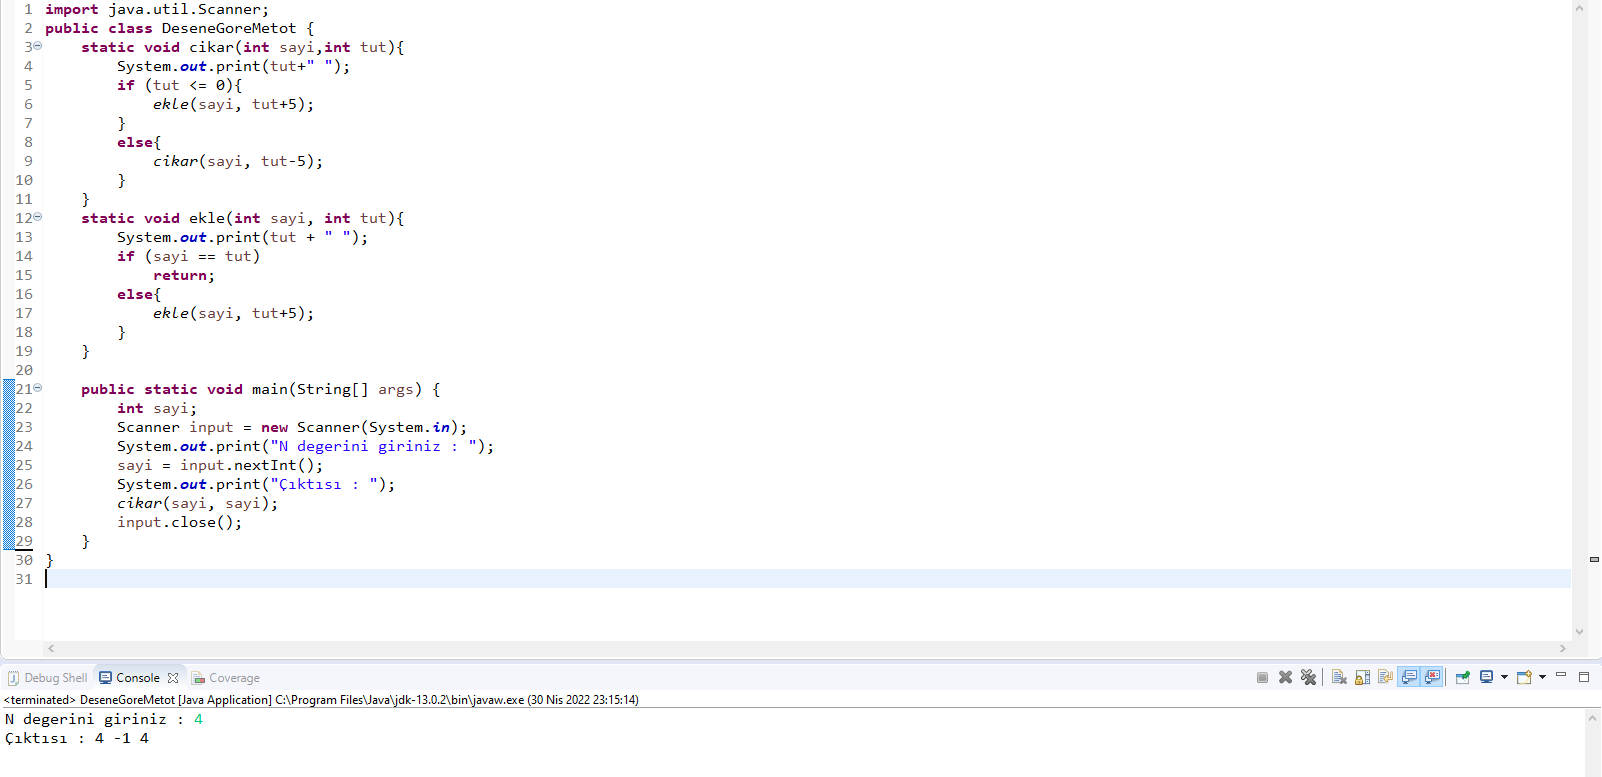 1 import java.util.Scanner;
2 public class DeseneGoreMetot {
3 static void cikar(int sayi,int tut){
4 System.out.print(tut+" ");
5 if (tut <= 0){
6 ekle(sayi, tut+5);
7 }
8 else{
9 cikar(sayi, tut-5);
10 }
11 }
12 static void ekle(int sayi, int tut){
13 System.out.print(tut + " ");
14 if (sayi == tut)
15 return;
16 else{
17 ekle(sayi, tut+5);
18 }
19 }
20
21 public static void main(String[] args) {
22 int sayi;
23 Scanner input = new Scanner(System.in);
24 System.out.print("N degerini giriniz : ");
25 sayi = input.nextInt();
26 System.out.print("Çıktısı : ");
27 cikar(sayi, sayi);
28 input.close();
29 }
30 }
31
Debug Shell Console Coverage
<terminated> DeseneGoreMetot [Java Application] C:\Program Files\Java\jdk-13.0.2\bin\javaw.exe (30 Nis 2022 23:15:14)
N degerini giriniz : 4
Çıktısı : 4 -1 4